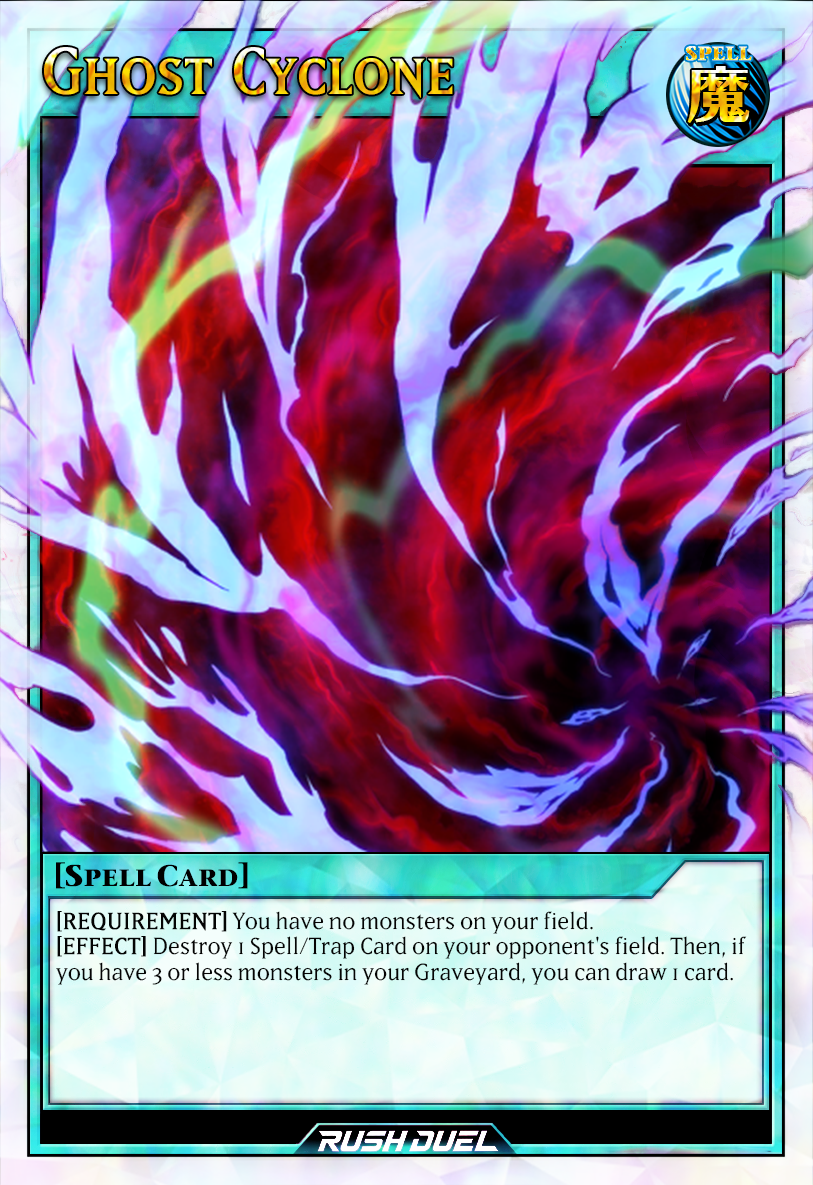 Ghost Cyclone
SPELL
魔
[Spell Card]
[REQUIREMENT] You have no monsters on your field.
[EFFECT] Destroy 1 Spell/Trap Card on your opponent's field. Then, if
you have 3 or less monsters in your Graveyard, you can draw 1 card.
RUSH DUEL